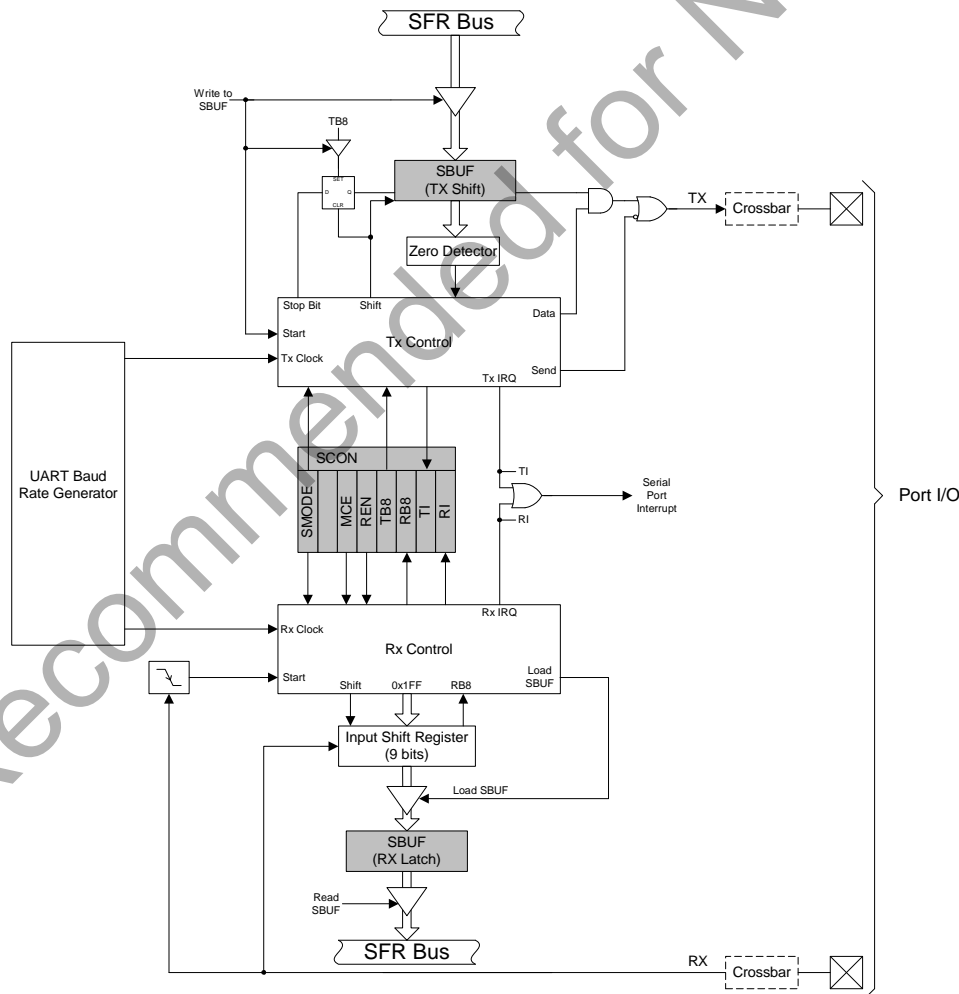 SFR Bus
Write to
SBUF
TB8
SET
D Q
CLR
SBUF
(TX Shift)
TX
Crossbar
Zero Detector
Stop Bit
Shift
Data
Start
Tx Control
Tx Clock
Send
Tx IRQ
UART Baud
Rate Generator
SCON
SMODE
MCE
REN
TB8
RB8
TI
RI
TI
RI
Serial
Port
Interrupt
Port I/O
Rx IRQ
Rx Clock
Rx Control
Start
Load
SBUF
Shift
0x1FF
RB8
Input Shift Register
(9 bits)
Load SBUF
SBUF
(RX Latch)
Read
SBUF
SFR Bus
RX
Crossbar
ecommended for N